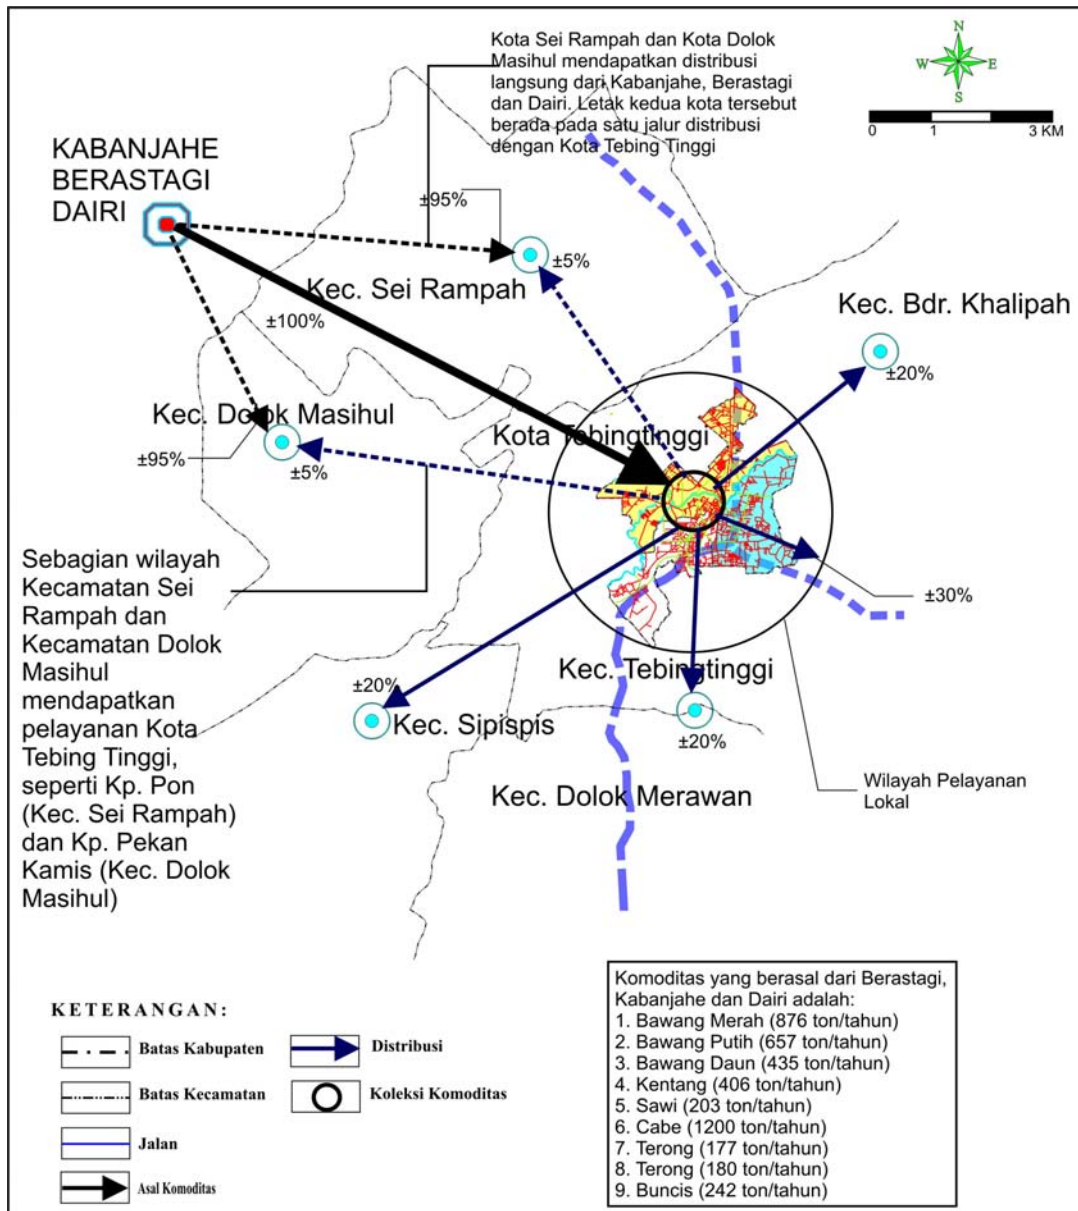 Kota Sei Rampah dan Kota Dolok
Masihul mendapatkan distribusi
langsung dari Kabanjahe, Berastagi
dan Dairi. Letak kedua kota tersebut
berada pada satu jalur distribusi
dengan Kota Tebing Tinggi
N
W
E
S
0 1 3 KM
KABANJAHE
BERASTAGI
DAIRI
±95%
±5%
Kec. Sei Rampah
Kec. Bdr. Khalipah
±20%
±100%
Kec. Dolok Masihul
Kota Tebingtinggi
±95%
±5%
Sebagian wilayah
Kecamatan Sei
Rampah dan
Kecamatan Dolok
Masihul
mendapatkan
pelayanan Kota
Tebing Tinggi,
seperti Kp. Pon
(Kec. Sei Rampah)
dan Kp. Pekan
Kamis (Kec. Dolok
Masihul)
±30%
Kec. Tebingtinggi
±20%
Kec. Sipispis
±20%
Kec. Dolok Merawan
Wilayah Pelayanan
Lokal
KETERANGAN:
Batas Kabupaten
Distribusi
Batas Kecamatan
Koleksi Komoditas
Jalan
Asal Komoditas
Komoditas yang berasal dari Berastagi,
Kabanjahe dan Dairi adalah:
1. Bawang Merah (876 ton/tahun)
2. Bawang Putih (657 ton/tahun)
3. Bawang Daun (435 ton/tahun)
4. Kentang (406 ton/tahun)
5. Sawi (203 ton/tahun)
6. Cabe (1200 ton/tahun)
7. Terong (177 ton/tahun)
8. Terong (180 ton/tahun)
9. Buncis (242 ton/tahun)